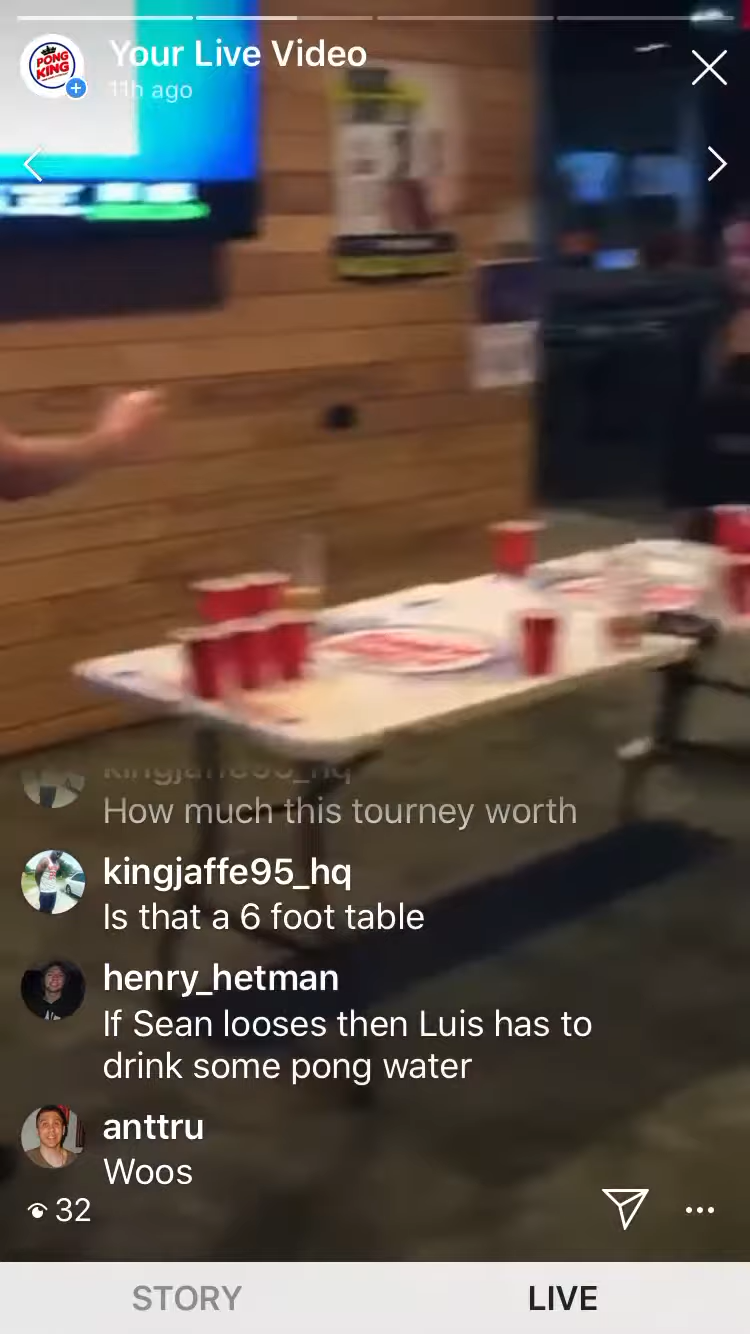 PONG
KING
Your Live Video
11h ago
How much this tourney worth
kingjaffe95_hq
Is that a 6 foot table
henry_hetman
If Sean looses then Luis has to
drink some pong water
anttru
Woos
32
STORY
LIVE